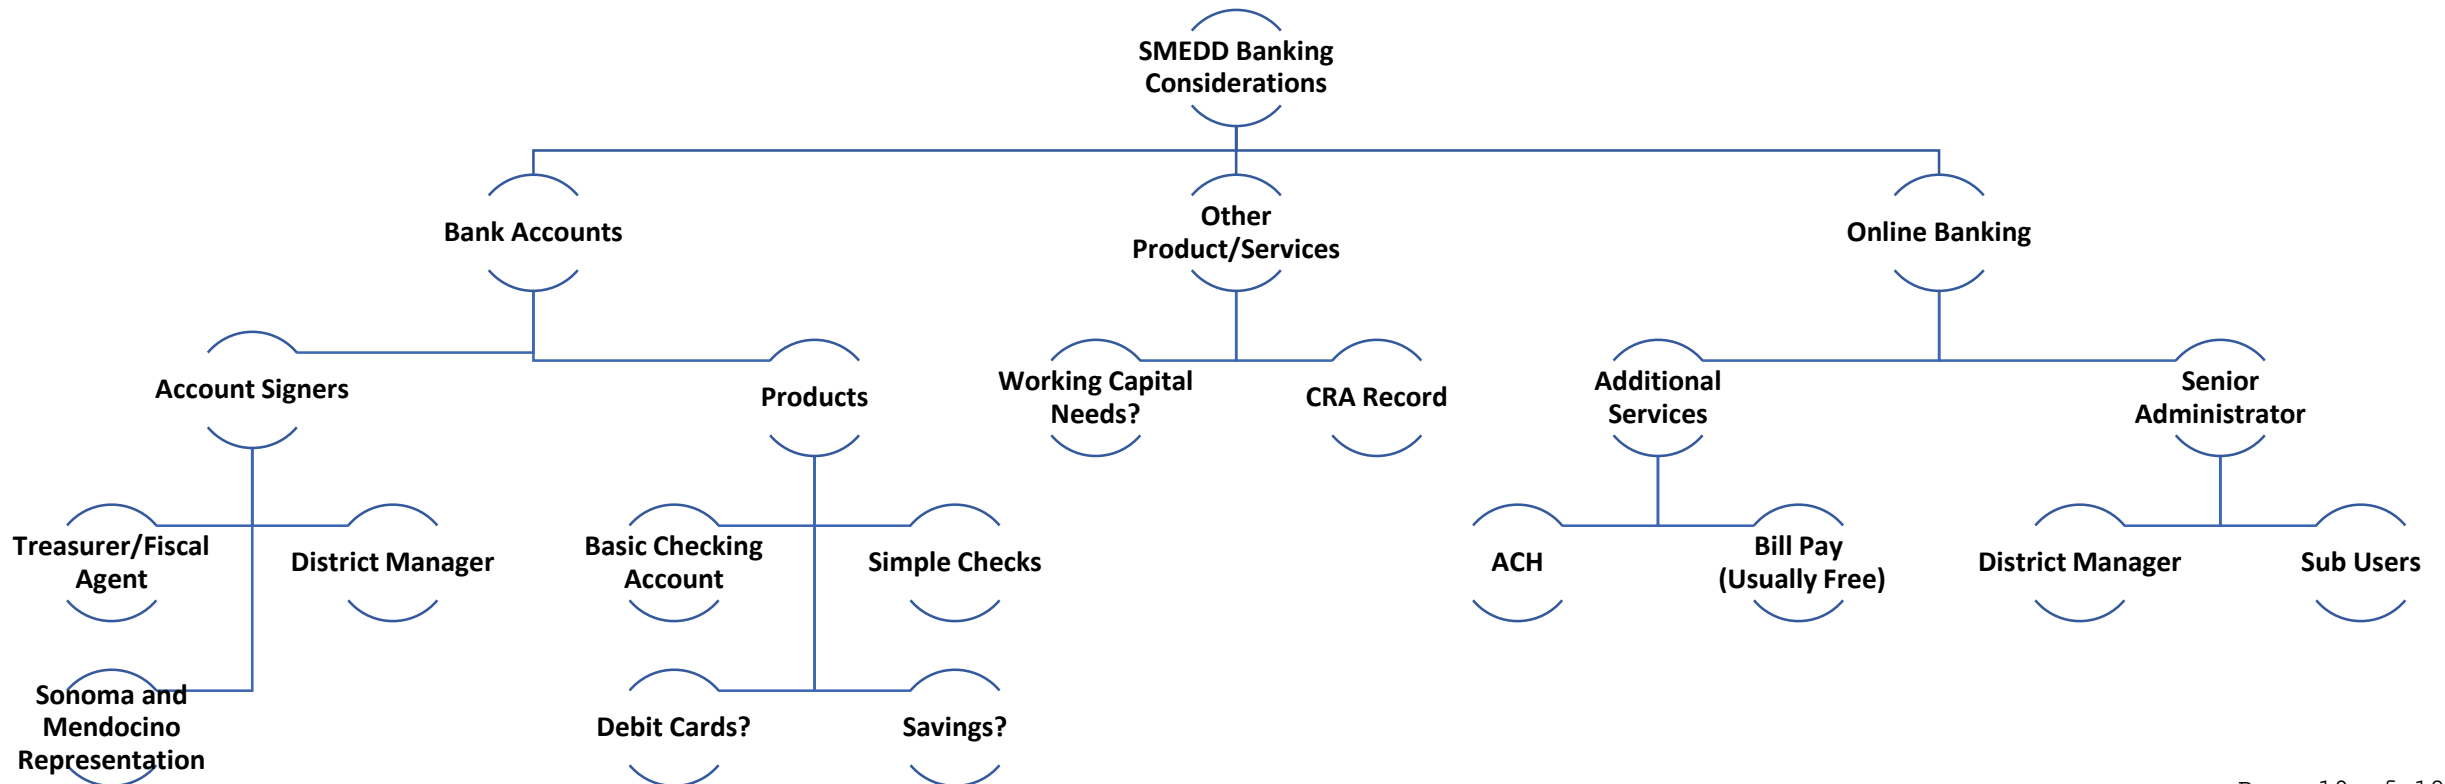 SMEDD Banking
Considerations
Bank Accounts
Other
Product/Services
Online Banking
Account Signers
Products
Working Capital
Needs?
CRA Record
Additional
Services
Senior
Administrator
Treasurer/Fiscal
Agent
District Manager
Basic Checking
Account
Simple Checks
ACH
Bill Pay
(Usually Free)
District Manager
Sub Users
Sonoma and
Mendocino
Representation
Debit Cards?
Savings?